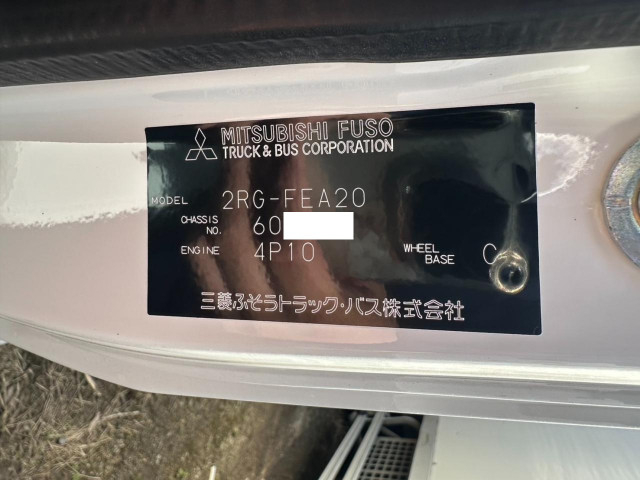 MITSUBISHI FUSO
TRUCK & BUS CORPORATION
MODEL 2RG-FEA20
CHASSIS NO. 60
ENGINE 4P10 WHEEL BASE C
三菱ふそうトラック・バス株式会社